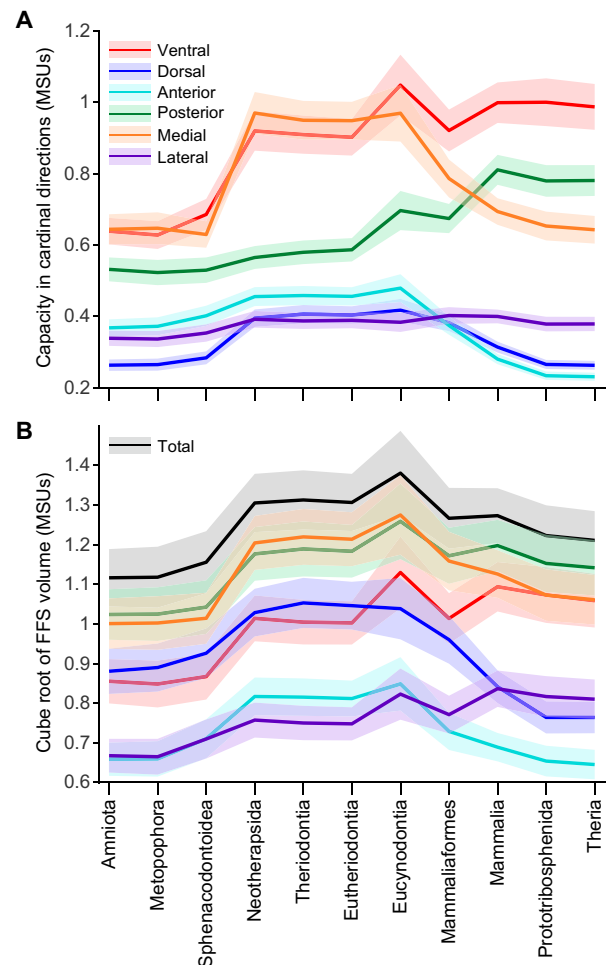 A
Capacity in cardinal directions (MSUs)
1.2
1
0.8
0.6
0.4
0.2
Ventral
Dorsal
Anterior
Posterior
Medial
Lateral
B
Cube root of FFS volume (MSUs)
1.4
1.3
1.2
1.1
1
0.9
0.8
0.7
0.6
Total
Amniota
Metopophora
Sphenacodontoidea
Neotherapsida
Theriodontia
Eutheriodontia
Eucynodontia
Mammaliaformes
Mammalia
Prototribosphenida
Theria